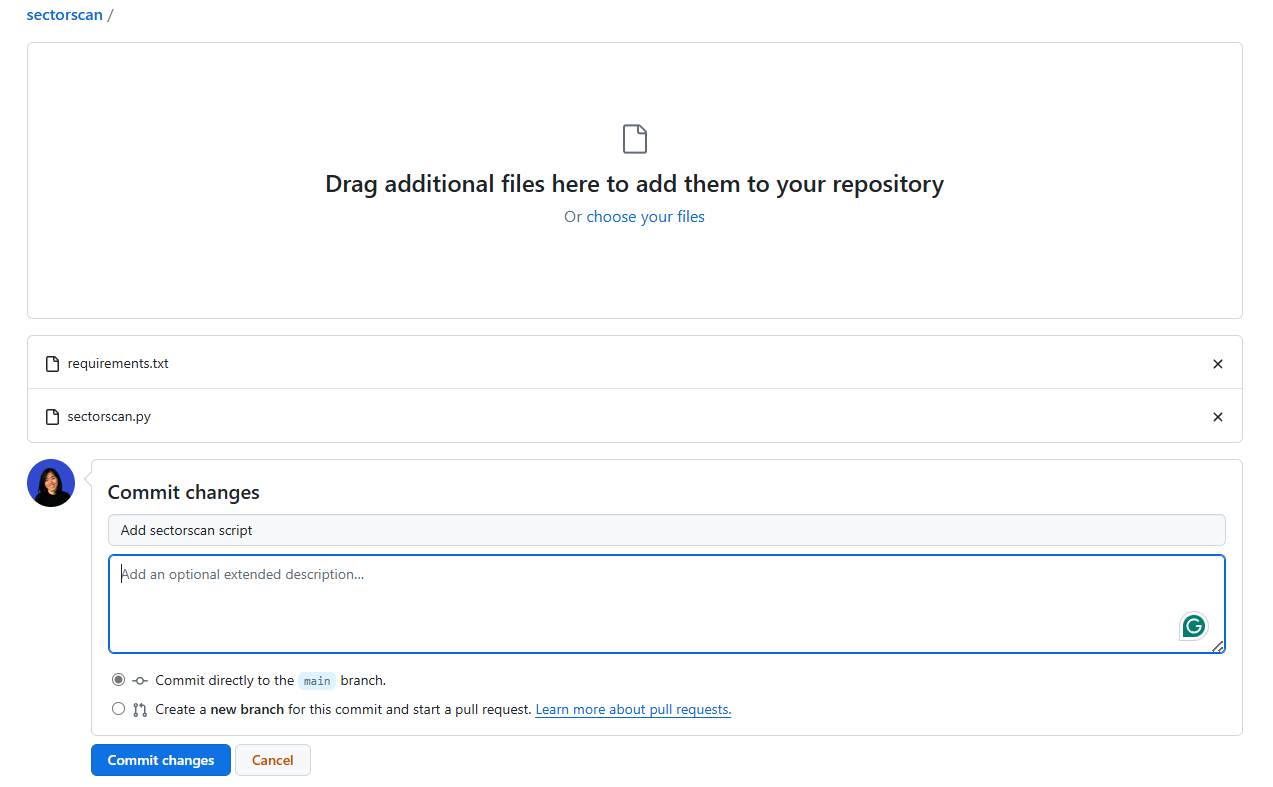 sectorscan /
Drag additional files here to add them to your repository
Or choose your files
requirements.txt
sectorscan.py
Commit changes
Add sectorscan script
Add an optional extended description...
Commit directly to the main branch.
Create a new branch for this commit and start a pull request. Learn more about pull requests.
Commit changes Cancel